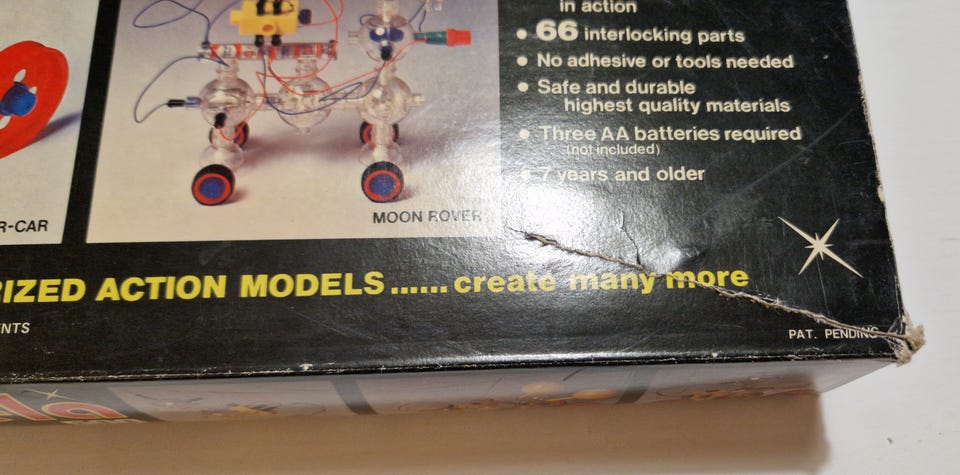 in action
• 66 interlocking parts
• No adhesive or tools needed
• Safe and durable
highest quality materials
• Three AA batteries required
(not included)
• 7 years and older
R-CAR
MOON ROVER
RIZED ACTION MODELS......create many more
ENTS
PAT. PENDING